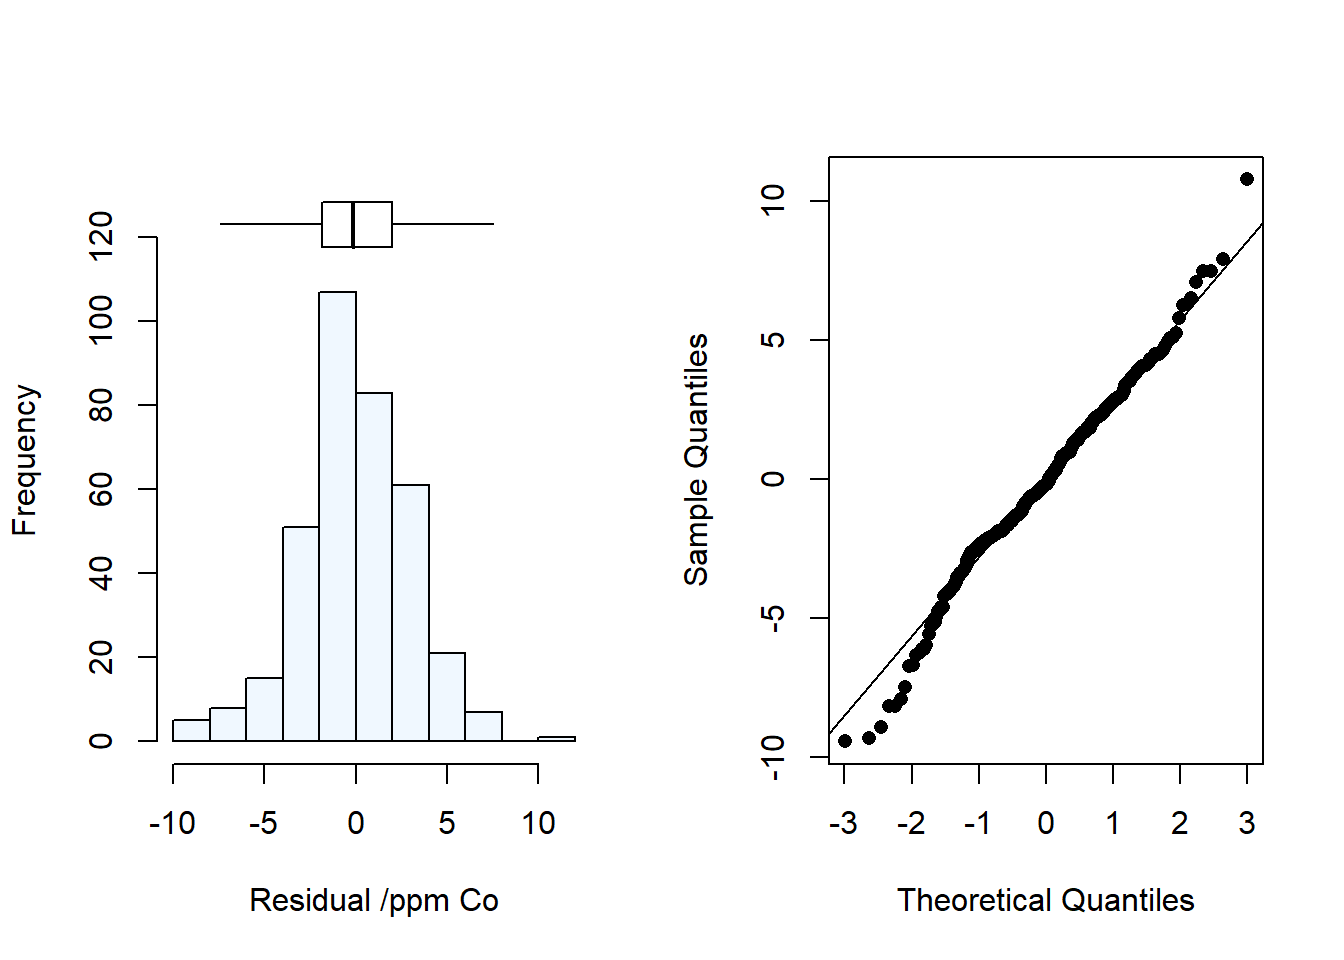 Frequency
0 20 40 60 80 100 120
-10 -5 0 5 10
Residual /ppm Co
Sample Quantiles
-10 -5 0 5 10
-3 -2 -1 0 1 2 3
Theoretical Quantiles